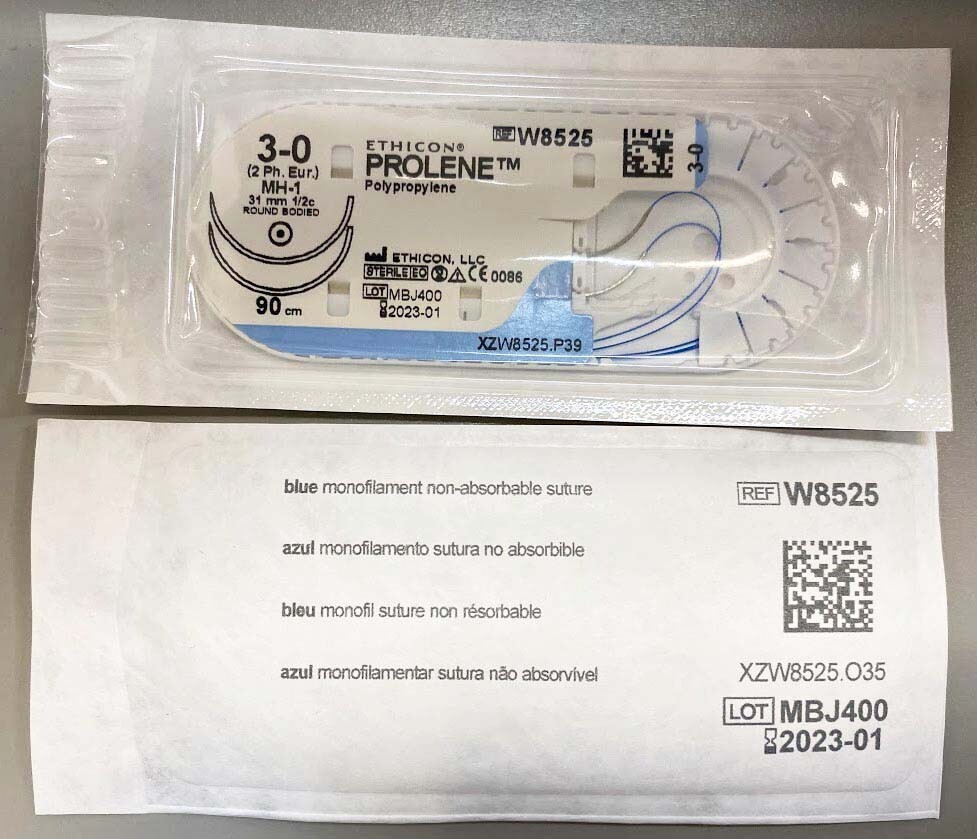 3-0
(2 Ph. Eur.)
MH-1
31 mm 1/2c
ROUND BODIED
90 cm
ETHICON®
PROLENE™
Polypropylene
REF W8525
3-0
ETHICON, LLC
STERILE EO 2 CE 0086
LOT MBJ400
2023-01
XZW8525.P39
blue monofilament non-absorbable suture
azul monofilamento sutura no absorbible
bleu monofil suture non résorbable
azul monofilamentar sutura não absorvível
REF W8525
XZW8525.O35
LOT MBJ400
2023-01